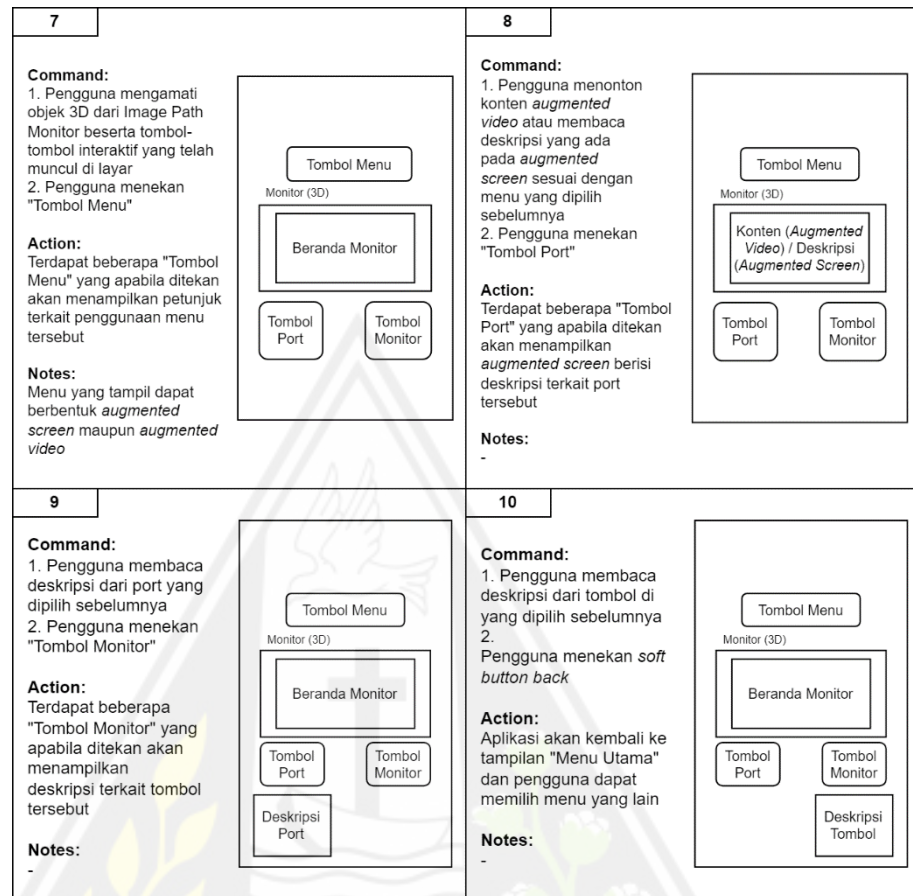 7
Command:
1. Pengguna mengamati
objek 3D dari Image Path
Monitor beserta tombol-
tombol interaktif yang telah
muncul di layar
2. Pengguna menekan
"Tombol Menu"
Action:
Terdapat beberapa "Tombol
Menu" yang apabila ditekan
akan menampilkan petunjuk
terkait penggunaan menu
tersebut
Notes:
Menu yang tampil dapat
berbentuk augmented
screen maupun augmented
video
Tombol Menu
Monitor (3D)
Beranda Monitor
Tombol
Port
Tombol
Monitor
8
Command:
1. Pengguna menonton
konten augmented
video atau membaca
deskripsi yang ada
pada augmented
screen sesuai dengan
menu yang dipilih
sebelumnya
2. Pengguna menekan
"Tombol Port"
Action:
Terdapat beberapa "Tombol
Port" yang apabila ditekan
akan menampilkan
augmented screen berisi
deskripsi terkait port
tersebut
Notes:
-
Tombol Menu
Monitor (3D)
Konten (Augmented
Video) / Deskripsi
(Augmented Screen)
Tombol
Port
Tombol
Monitor
9
Command:
1. Pengguna membaca
deskripsi dari port yang
dipilih sebelumnya
2. Pengguna menekan
"Tombol Monitor"
Action:
Terdapat beberapa
"Tombol Monitor" yang
apabila ditekan akan
menampilkan
deskripsi terkait tombol
tersebut
Notes:
-
Tombol Menu
Monitor (3D)
Beranda Monitor
Tombol
Port
Tombol
Monitor
Deskripsi
Port
10
Command:
1. Pengguna membaca
deskripsi dari tombol di
yang dipilih sebelumnya
2.
Pengguna menekan soft
button back
Action:
Aplikasi akan kembali ke
tampilan "Menu Utama"
dan pengguna dapat
memilih menu yang lain
Notes:
-
Tombol Menu
Monitor (3D)
Beranda Monitor
Tombol
Port
Tombol
Monitor
Deskripsi
Tombol